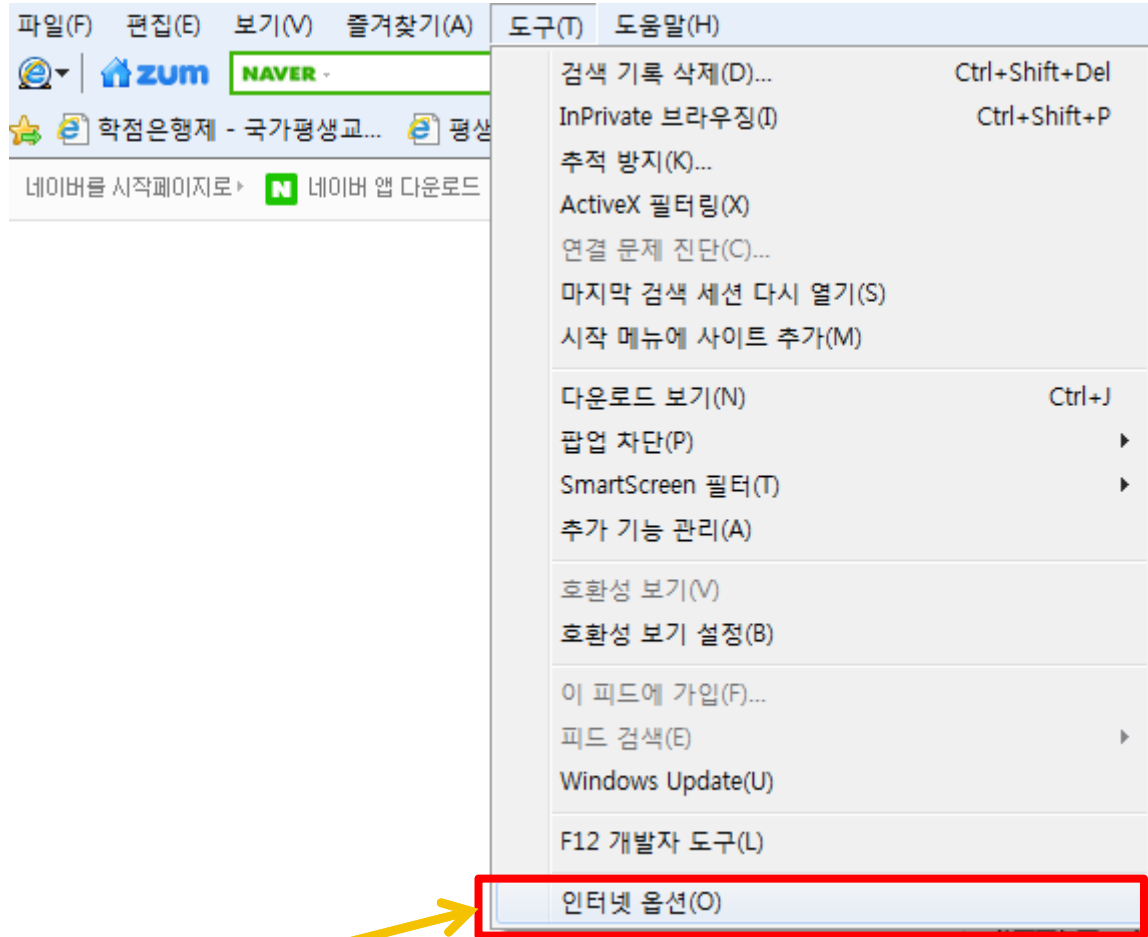 파일(F) 편집(E) 보기(V) 즐겨찾기(A) 도구(T) 도움말(H)
zum NAVER
학점은행제 - 국가평생교... 평생
네이버를 시작페이지로 N 네이버 앱 다운로드
검색 기록 삭제(D)... Ctrl+Shift+Del
InPrivate 브라우징(I) Ctrl+Shift+P
추적 방지(K)...
ActiveX 필터링(X)
연결 문제 진단(C)...
마지막 검색 세션 다시 열기(S)
시작 메뉴에 사이트 추가(M)
다운로드 보기(N) Ctrl+J
팝업 차단(P)
SmartScreen 필터(T)
추가 기능 관리(A)
호환성 보기(V)
호환성 보기 설정(B)
이 피드에 가입(F)...
피드 검색(E)
Windows Update(U)
F12 개발자 도구(L)
인터넷 옵션(O)